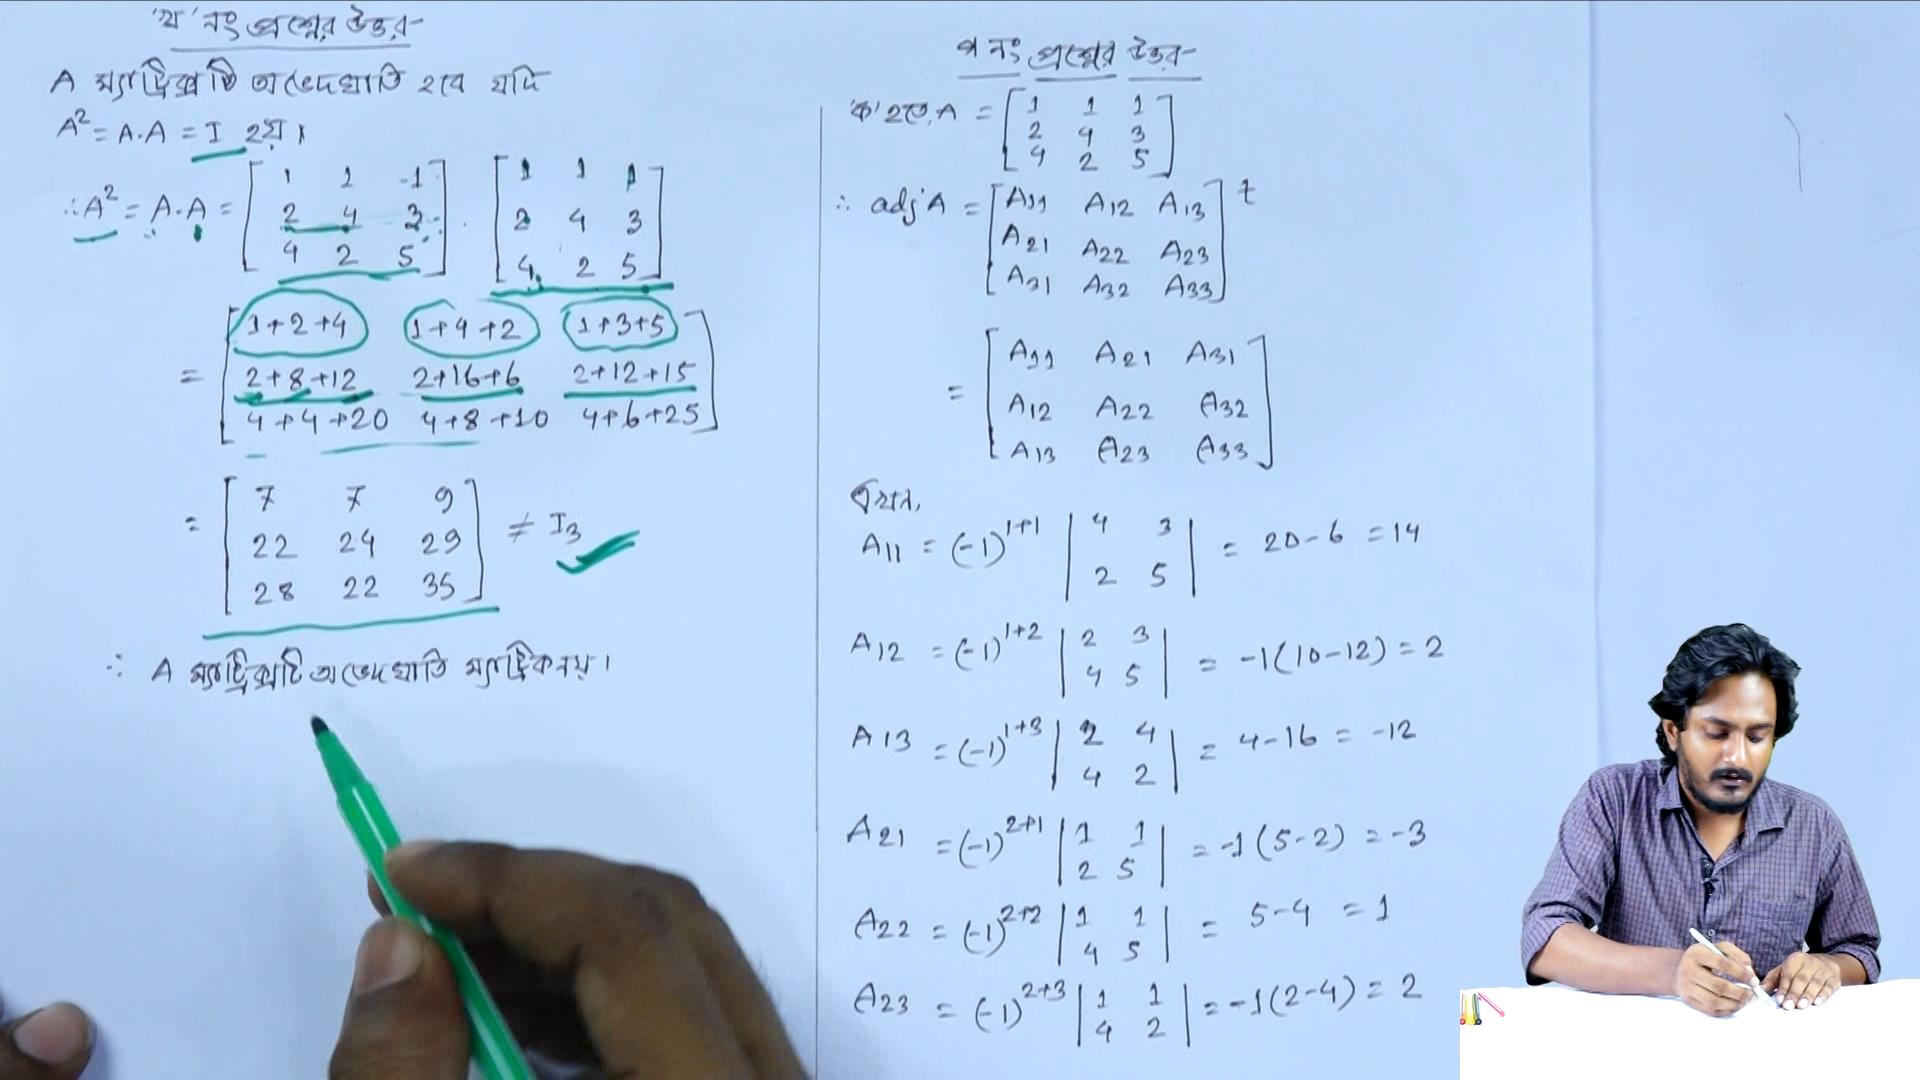 'খ' নং প্রশ্নের উত্তর-
A ম্যাট্রিক্সটি অভেদঘাতি হবে যদি
A² = A.A = I হয়।
∴ A² = A.A = [1 1 1; 2 4 3; 4 2 5] . [1 1 1; 2 4 3; 4 2 5]
= [1+2+4 1+4+2 1+3+5; 2+8+12 2+16+6 2+12+15; 4+4+20 4+8+10 4+6+25]
= [7 7 9; 22 24 29; 28 22 35] ≠ I₃
∴ A ম্যাট্রিক্সটি অভেদঘাতি ম্যাট্রিক নয়।
নং প্রশ্নের উত্তর-
'ক' হতে, A = [1 1 1; 2 4 3; 4 2 5]
∴ adj A = [A11 A12 A13; A21 A22 A23; A31 A32 A33] t
= [A11 A21 A31; A12 A22 A32; A13 A23 A33]
এখান,
A11 = (-1)^1+1 |4 3; 2 5| = 20-6 = 14
A12 = (-1)^1+2 |2 3; 4 5| = -1(10-12) = 2
A13 = (-1)^1+3 |2 4; 4 2| = 4-16 = -12
A21 = (-1)^2+1 |1 1; 2 5| = -1(5-2) = -3
A22 = (-1)^2+2 |1 1; 4 5| = 5-4 = 1
A23 = (-1)^2+3 |1 1; 4 2| = -1(2-4) = 2